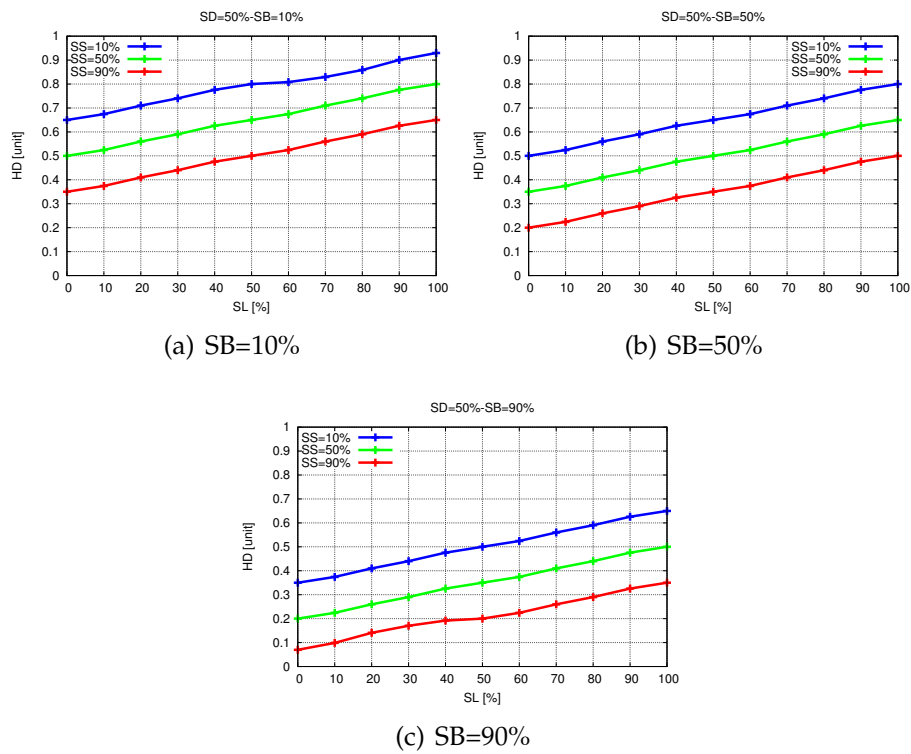 SD=50%-SB=10%
HD [unit]
1
0.9
0.8
0.7
0.6
0.5
0.4
0.3
0.2
0.1
0
SS=10%
SS=50%
SS=90%
0 10 20 30 40 50 60 70 80 90 100
SL [%]
(a) SB=10%
SD=50%-SB=50%
HD [unit]
1
0.9
0.8
0.7
0.6
0.5
0.4
0.3
0.2
0.1
0
SS=10%
SS=50%
SS=90%
0 10 20 30 40 50 60 70 80 90 100
SL [%]
(b) SB=50%
SD=50%-SB=90%
HD [unit]
1
0.9
0.8
0.7
0.6
0.5
0.4
0.3
0.2
0.1
0
SS=10%
SS=50%
SS=90%
0 10 20 30 40 50 60 70 80 90 100
SL [%]
(c) SB=90%